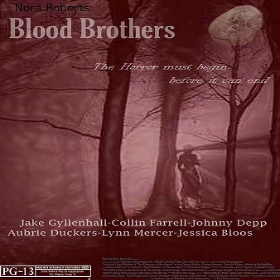 Nora Roberts'
Blood Brothers
The Horror must begin
before it can end
Jake Gyllenhall-Collin Farrell-Johnny Depp
Aubrie Duckers-Lynn Mercer-Jessica Bloos
PG-13